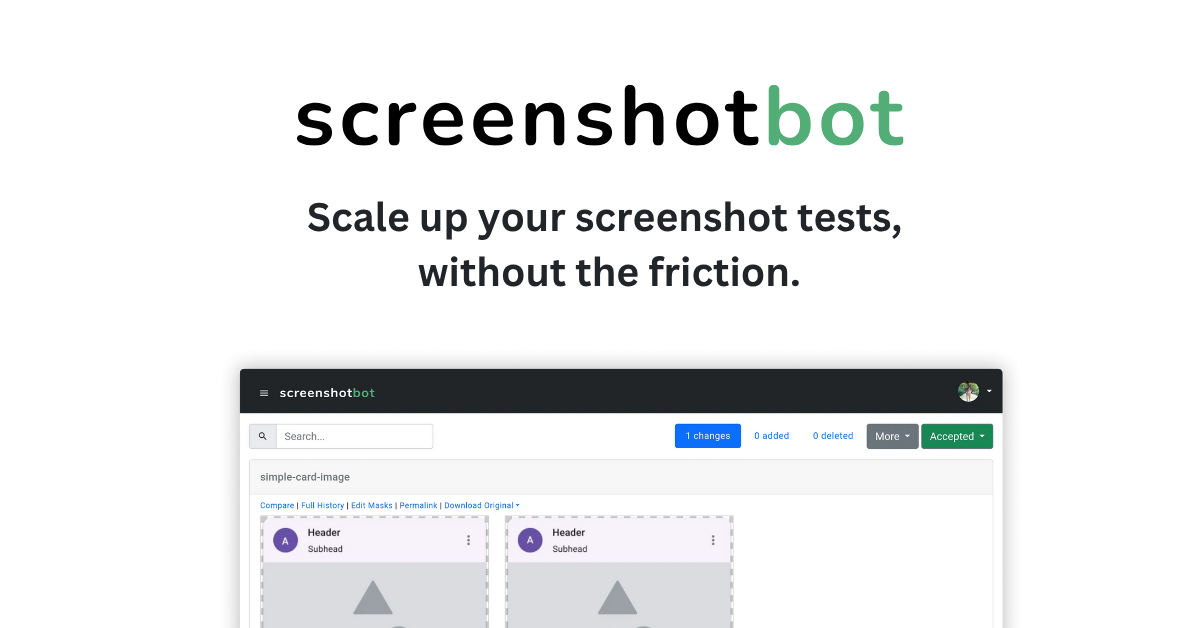 screenshotbot
Scale up your screenshot tests,
without the friction.
screenshotbot
Search...
1 changes
0 added
0 deleted
More
Accepted
simple-card-image
Compare | Full History | Edit Masks | Permalink | Download Original
A
Header
Subhead
A
Header
Subhead